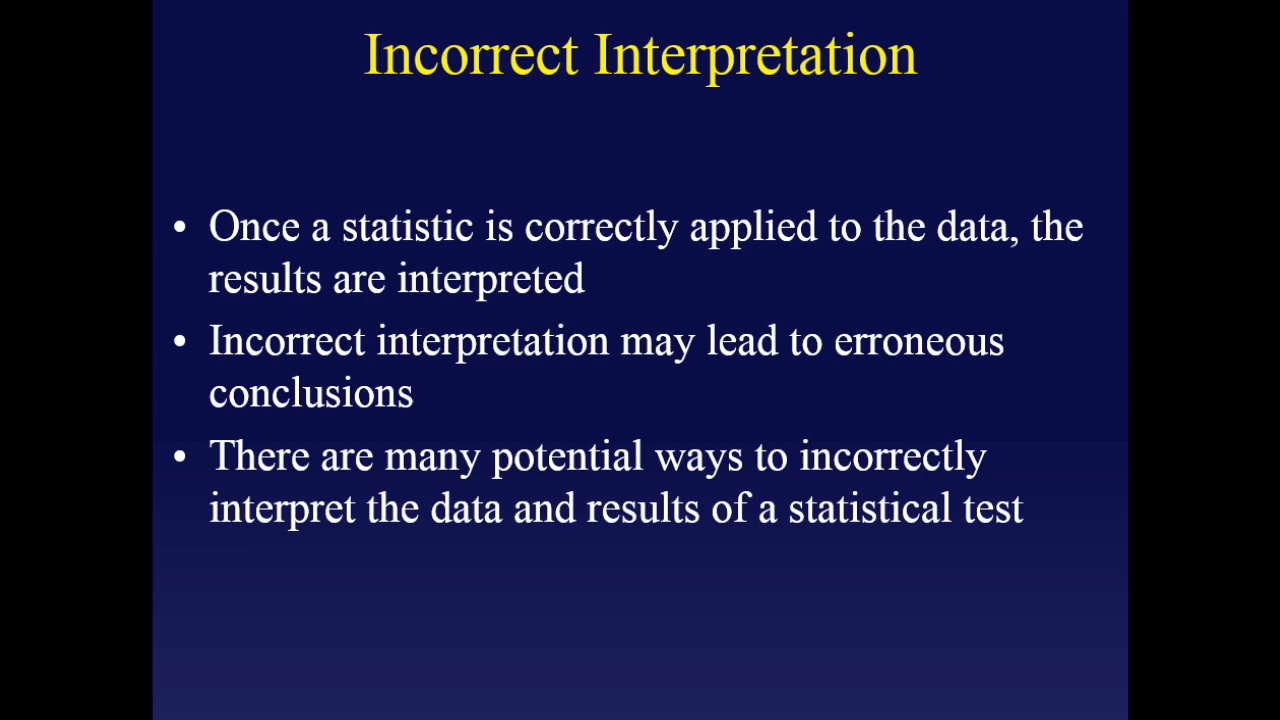 Incorrect Interpretation
• Once a statistic is correctly applied to the data, the
results are interpreted
• Incorrect interpretation may lead to erroneous
conclusions
• There are many potential ways to incorrectly
interpret the data and results of a statistical test